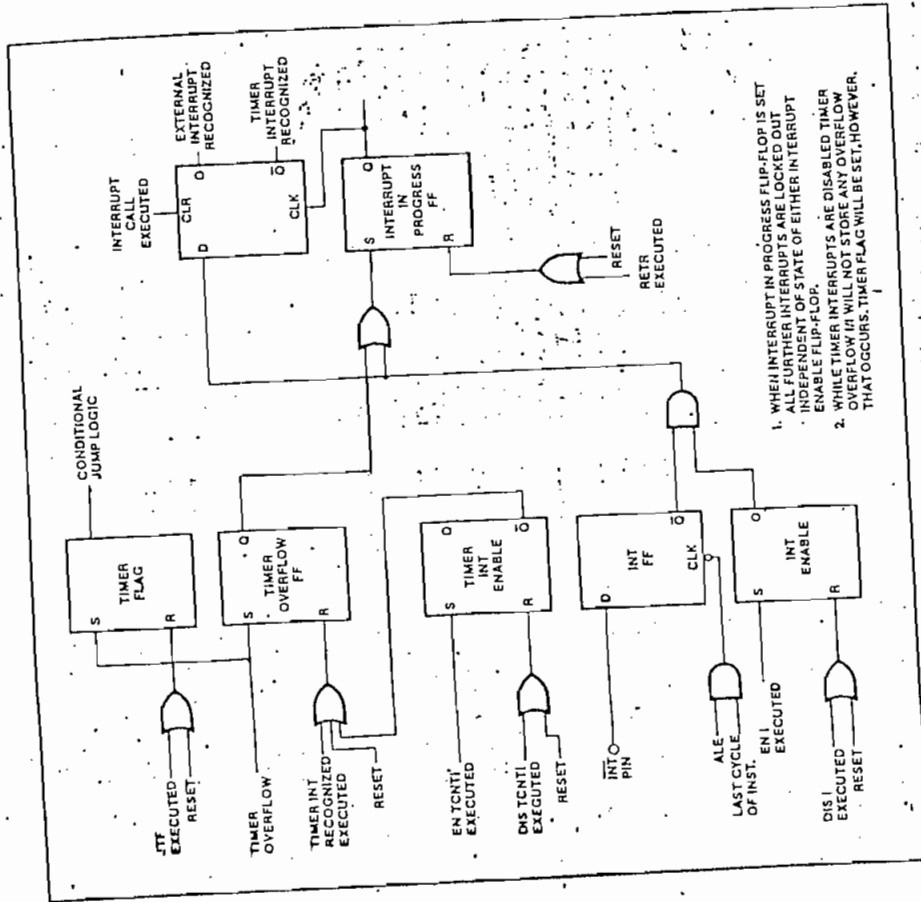 CONDITIONAL
JUMP LOGIC
TIMER
FLAG
S
R
JTF
EXECUTED
RESET
TIMER
OVERFLOW
TIMER
OVERFLOW
FF
S
R
Q
TIMER INT
RECOGNIZED
EXECUTED
RESET
TIMER
INT
ENABLE
S
R
Q
Q
EN TCNTI
EXECUTED
DIS TCNTI
EXECUTED
RESET
INT
PIN
INT
FF
D
Q
CLK
ALE
LAST CYCLE
OF INST.
EN I
EXECUTED
INT
ENABLE
S
R
Q
DIS I
EXECUTED
RESET
INTERRUPT
CALL
EXECUTED
EXTERNAL
INTERRUPT
RECOGNIZED
TIMER
INTERRUPT
RECOGNIZED
CLR
D
Q
Q
CLK
INTERRUPT
IN
PROGRESS
FF
S
R
Q
RESET
RETR
EXECUTED
1. WHEN INTERRUPT IN PROGRESS FLIP-FLOP IS SET
ALL FURTHER INTERRUPTS ARE LOCKED OUT
INDEPENDENT OF STATE OF EITHER INTERRUPT
ENABLE FLIP-FLOP.
2. WHILE TIMER INTERRUPTS ARE DISABLED TIMER
OVERFLOW WILL NOT STORE ANY OVERFLOW
THAT OCCURS. TIMER FLAG WILL BE SET, HOWEVER.